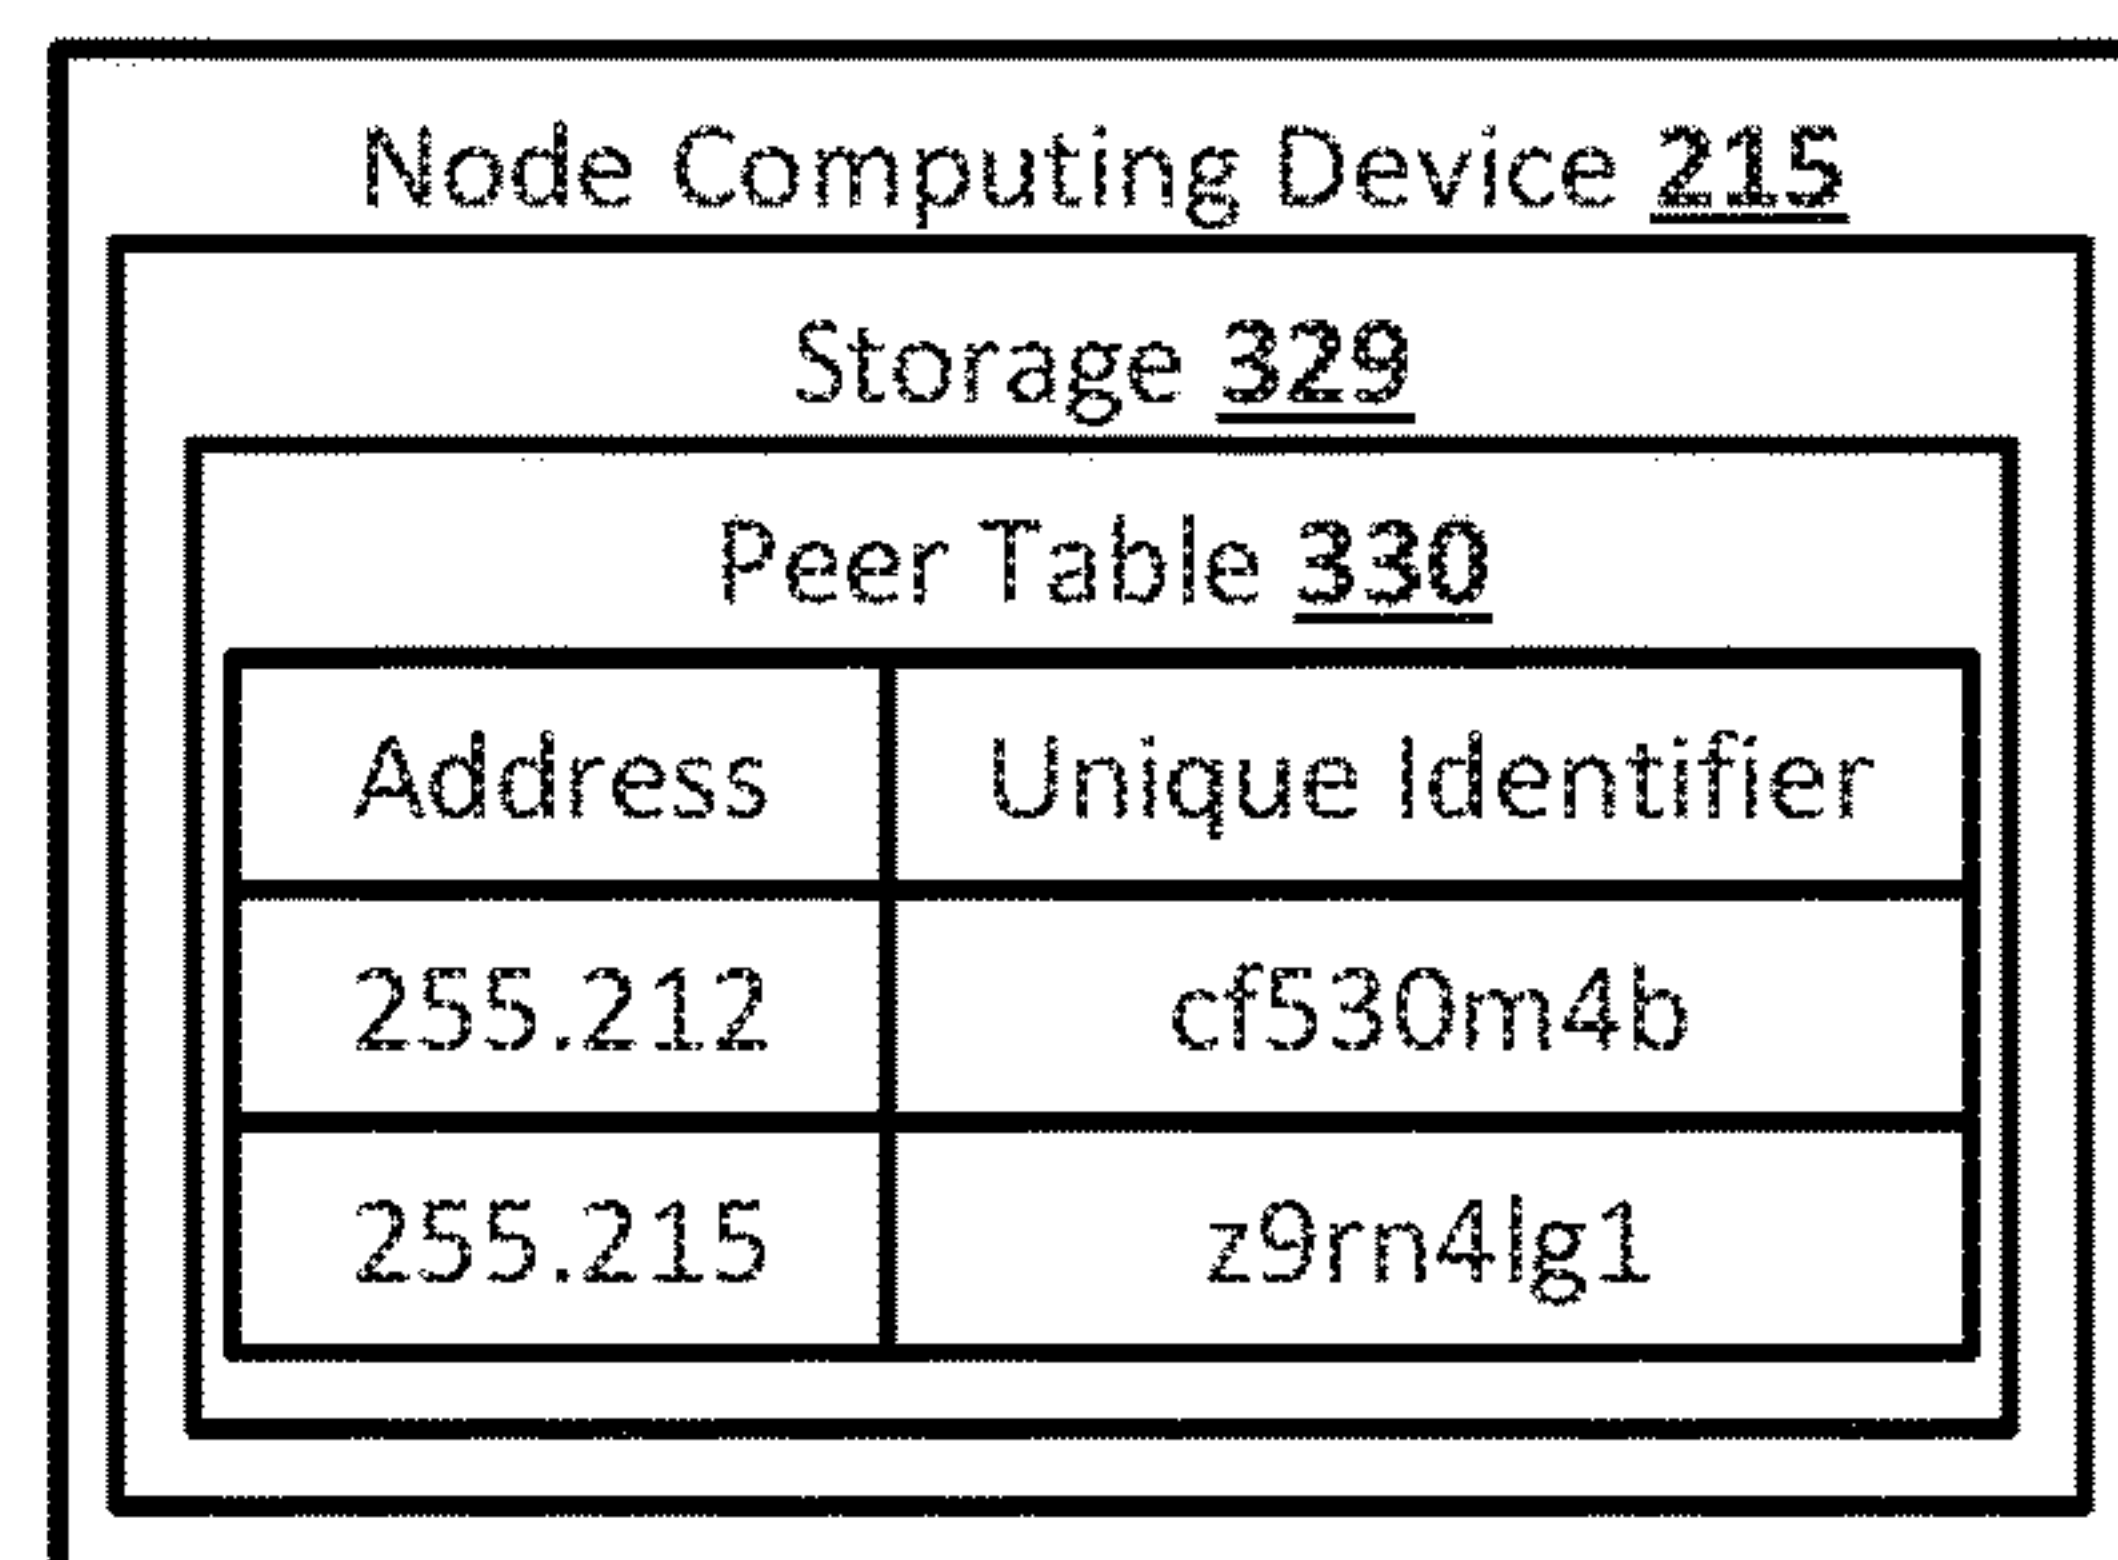 Node Computing Device 215
Storage 329
Peer Table 330
Address Unique Identifier
255.212 cf530m4b
255.215 z9rn4lg1